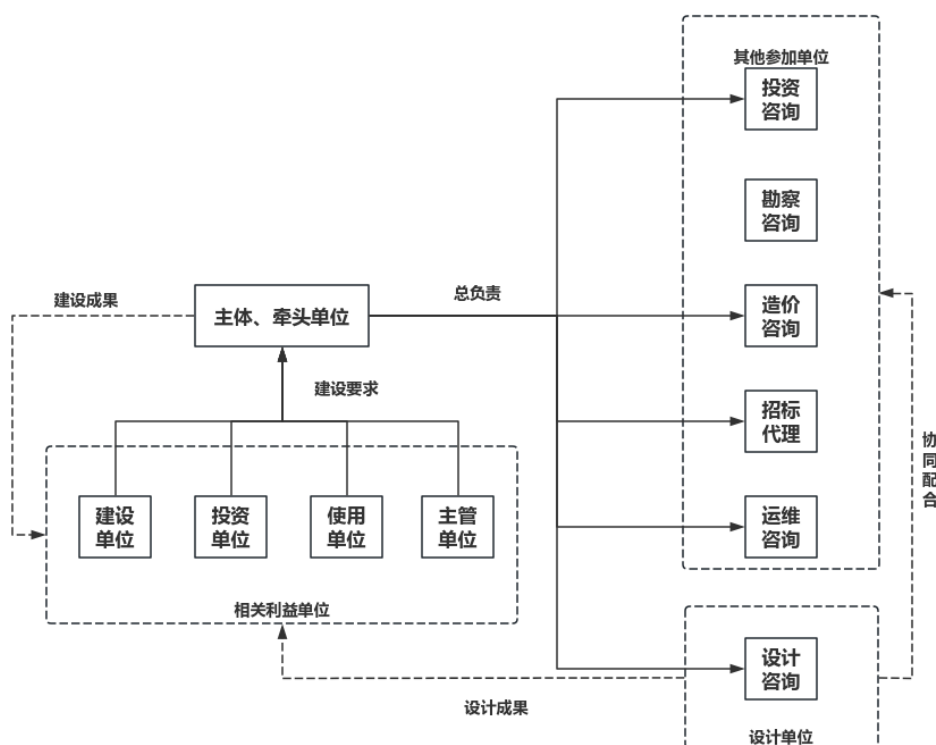 其他参加单位
投资
咨询
勘察
咨询
建设成果
总负责
主体、牵头单位
造价
咨询
建设要求
招标
代理
协
同
配
合
建设
单位
投资
单位
使用
单位
主管
单位
运维
咨询
相关利益单位
设计
咨询
设计成果
设计单位